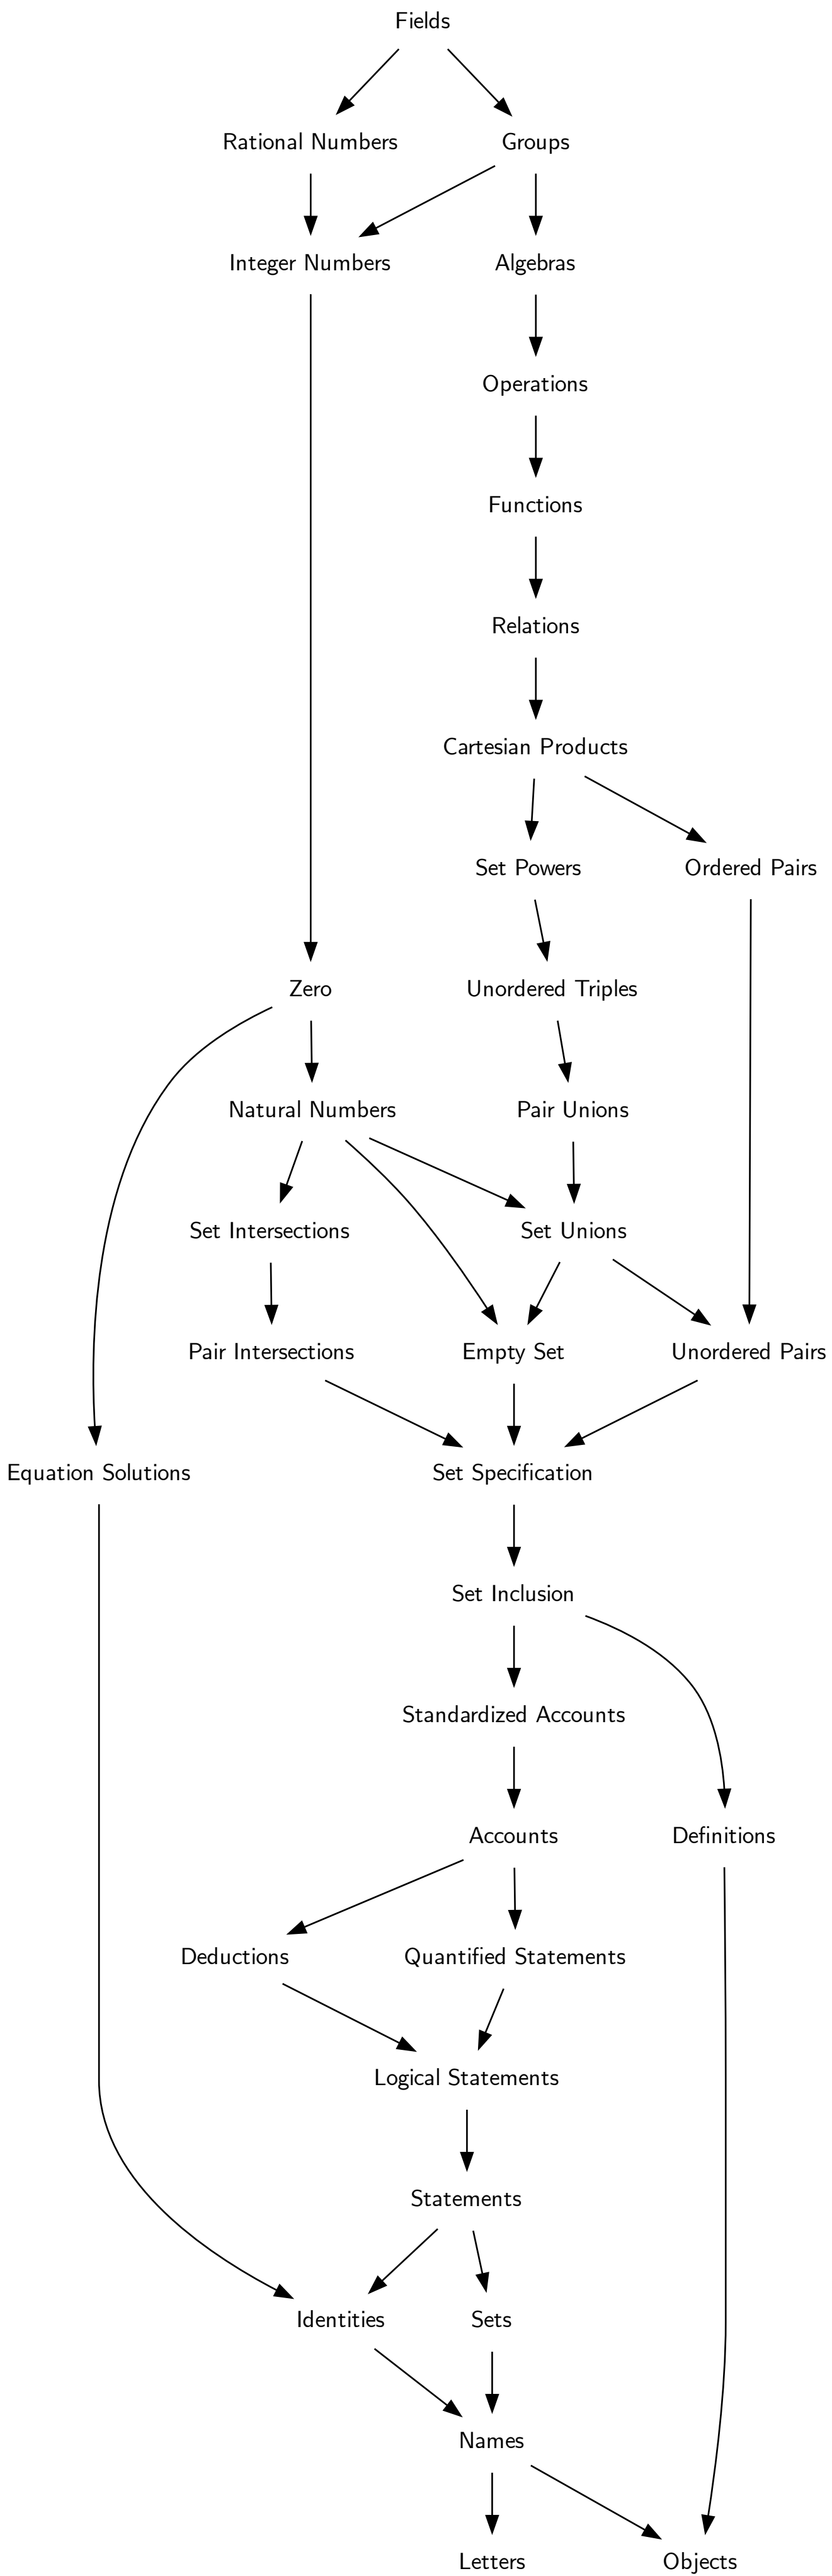 Fields
Rational Numbers
Groups
Integer Numbers
Algebras
Operations
Functions
Relations
Cartesian Products
Set Powers
Ordered Pairs
Zero
Unordered Triples
Natural Numbers
Pair Unions
Set Intersections
Set Unions
Pair Intersections
Empty Set
Unordered Pairs
Equation Solutions
Set Specification
Set Inclusion
Standardized Accounts
Accounts
Definitions
Deductions
Quantified Statements
Logical Statements
Statements
Identities
Sets
Names
Letters
Objects